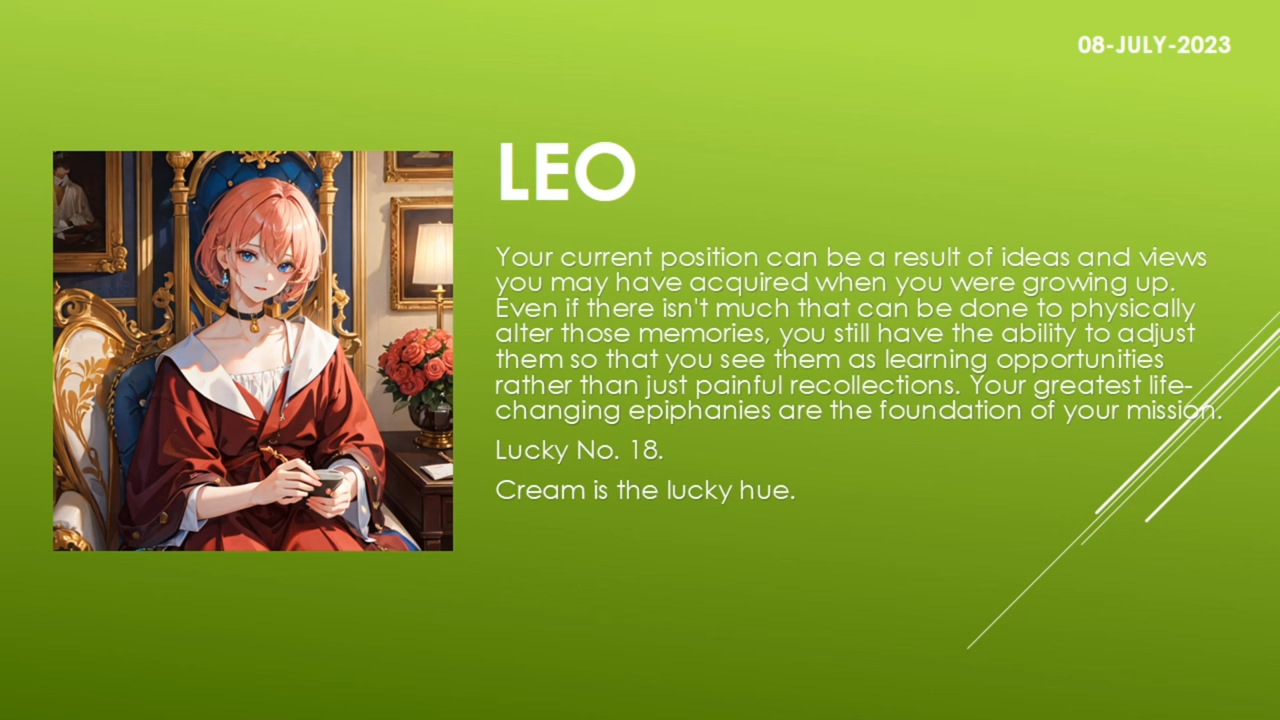 08-JULY-2023
LEO
Your current position can be a result of ideas and views
you may have acquired when you were growing up.
Even if there isn't much that can be done to physically
alter those memories, you still have the ability to adjust
them so that you see them as learning opportunities
rather than just painful recollections. Your greatest life-
changing epiphanies are the foundation of your mission.
Lucky No. 18.
Cream is the lucky hue.